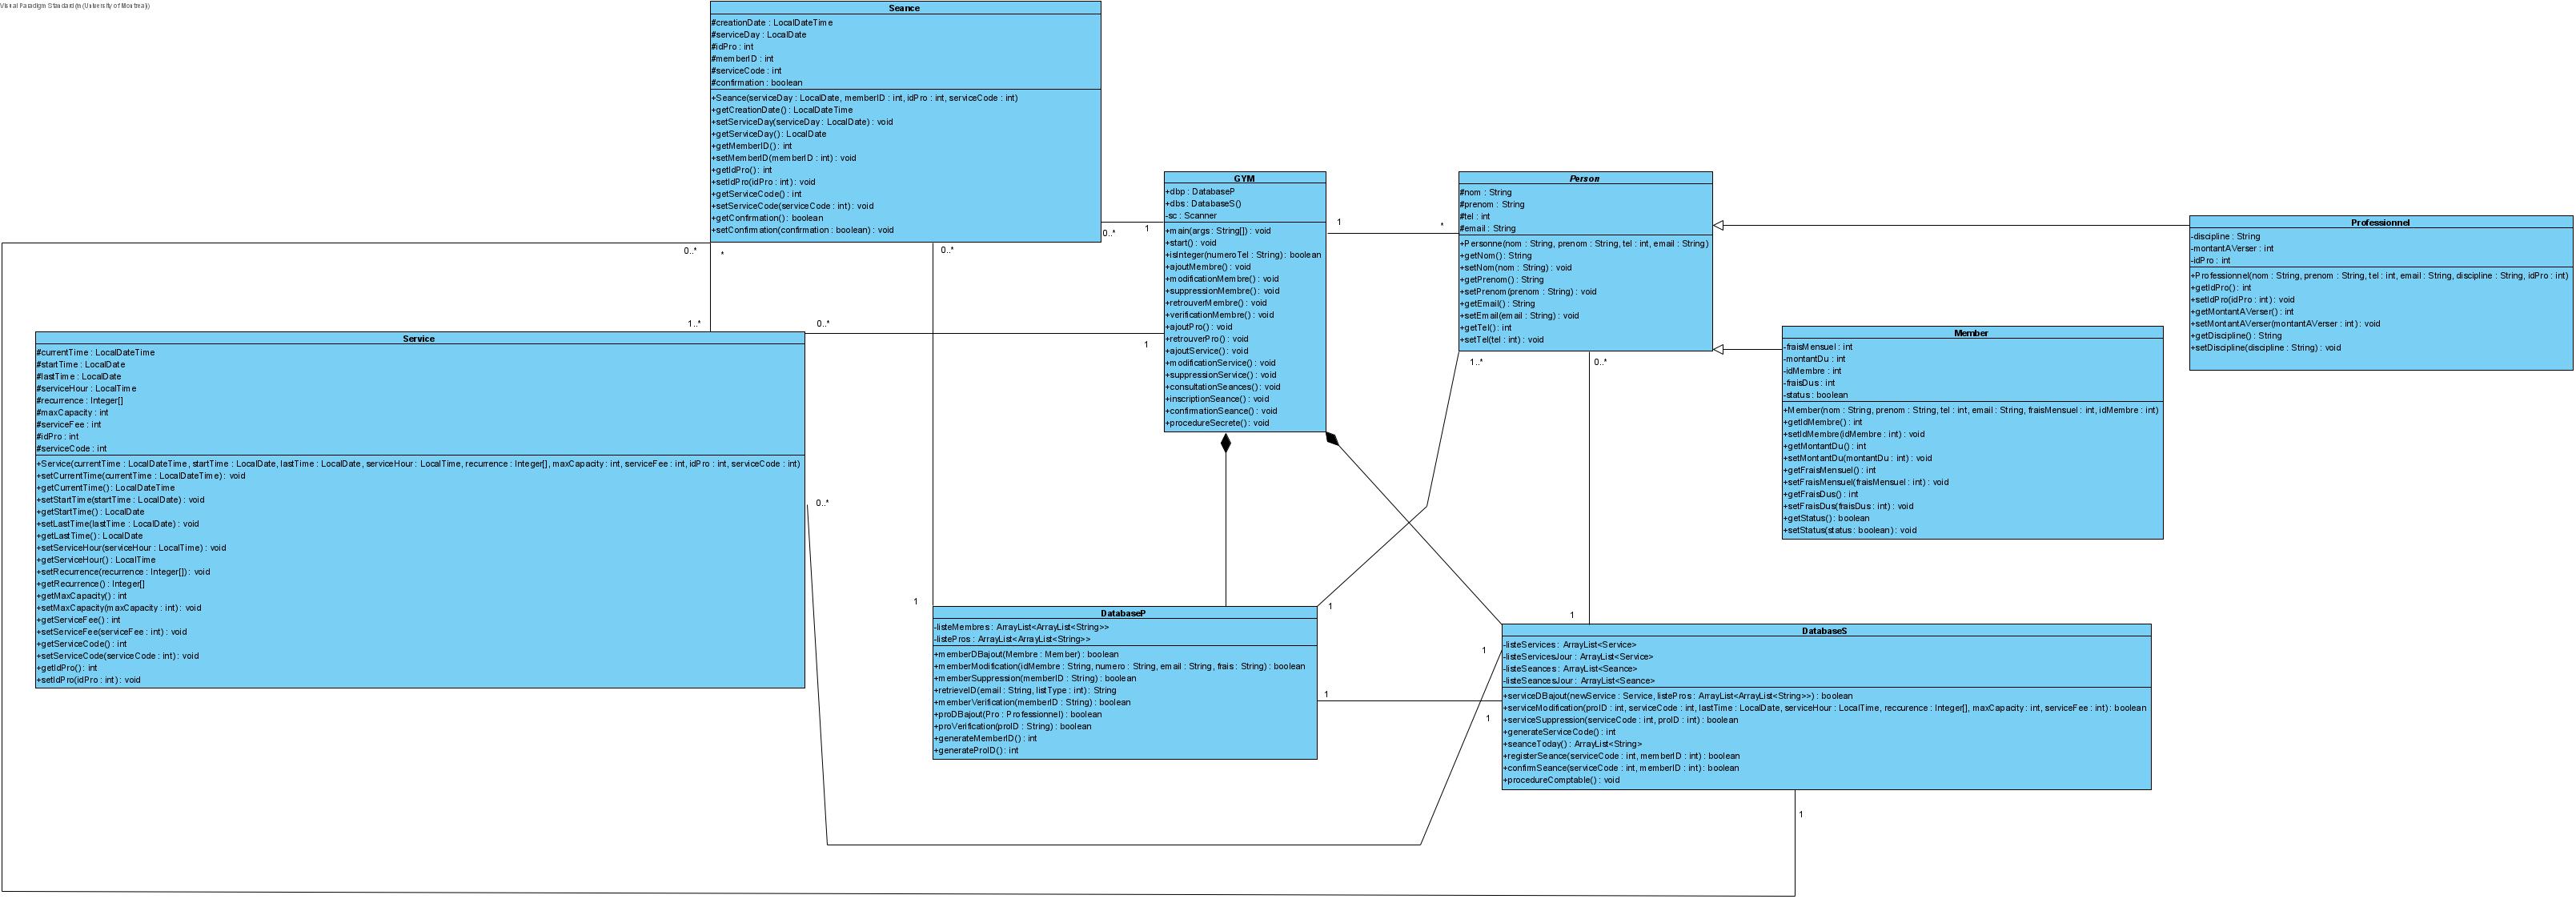 Visual Paradigm Standard(m(University of Montreal))
Seance
#creationDate : LocalDateTime
#serviceDay : LocalDate
#idPro : int
#memberID : int
#serviceCode : int
#confirmation : boolean
+Seance(serviceDay : LocalDate, memberID : int, idPro : int, serviceCode : int)
+getCreationDate() : LocalDateTime
+setServiceDay(serviceDay : LocalDate) : void
+getServiceDay() : LocalDate
+getMemberID() : int
+setMemberID(memberID : int) : void
+getIdPro() : int
+setIdPro(idPro : int) : void
+getServiceCode() : int
+setServiceCode(serviceCode : int) : void
+getConfirmation() : boolean
+setConfirmation(confirmation : boolean) : void
0..*
1
0..*
*
0..*
GYM
+dbp : DatabaseP
+dbs : DatabaseS()
-sc : Scanner
+main(args : String[]) : void
+start() : void
+isInteger(numeroTel : String) : boolean
+ajoutMembre() : void
+modificationMembre() : void
+suppressionMembre() : void
+retrouverMembre() : void
+verificationMembre() : void
+ajoutPro() : void
+retrouverPro() : void
+ajoutService() : void
+modificationService() : void
+suppressionService() : void
+consultationSeances() : void
+inscriptionSeance() : void
+confirmationSeance() : void
+procedureSecrete() : void
1
*
Person
#nom : String
#prenom : String
#tel : int
#email : String
+Personne(nom : String, prenom : String, tel : int, email : String)
+getNom() : String
+setNom(nom : String) : void
+getPrenom() : String
+setPrenom(prenom : String) : void
+getEmail() : String
+setEmail(email : String) : void
+getTel() : int
+setTel(tel : int) : void
1..*
0..*
Professionnel
-discipline : String
-montantAVerser : int
-idPro : int
+Professionnel(nom : String, prenom : String, tel : int, email : String, discipline : String, idPro : int)
+getIdPro() : int
+setIdPro(idPro : int) : void
+getMontantAVerser() : int
+setMontantAVerser(montantAVerser : int) : void
+getDiscipline() : String
+setDiscipline(discipline : String) : void
Member
-fraisMensuel : int
-montantDu : int
-idMembre : int
-fraisDus : int
-status : boolean
+Member(nom : String, prenom : String, tel : int, email : String, fraisMensuel : int, idMembre : int)
+getIdMembre() : int
+setIdMembre(idMembre : int) : void
+getMontantDu() : int
+setMontantDu(montantDu : int) : void
+getFraisMensuel() : int
+setFraisMensuel(fraisMensuel : int) : void
+getFraisDus() : int
+setFraisDus(fraisDus : int) : void
+getStatus() : boolean
+setStatus(status : boolean) : void
1..*
0..*
1
Service
#currentTime : LocalDateTime
#startTime : LocalDate
#lastTime : LocalDate
#serviceHour : LocalTime
#recurrence : Integer[]
#maxCapacity : int
#serviceFee : int
#idPro : int
#serviceCode : int
+Service(currentTime : LocalDateTime, startTime : LocalDate, lastTime : LocalDate, serviceHour : LocalTime, recurrence : Integer[], maxCapacity : int, serviceFee : int, idPro : int, serviceCode : int)
+setCurrentTime(currentTime : LocalDateTime) : void
+getCurrentTime() : LocalDateTime
+setStartTime(startTime : LocalDate) : void
+getStartTime() : LocalDate
+setLastTime(lastTime : LocalDate) : void
+getLastTime() : LocalDate
+setServiceHour(serviceHour : LocalTime) : void
+getServiceHour() : LocalTime
+setRecurrence(recurrence : Integer[]) : void
+getRecurrence() : Integer[]
+getMaxCapacity() : int
+setMaxCapacity(maxCapacity : int) : void
+getServiceFee() : int
+setServiceFee(serviceFee : int) : void
+getServiceCode() : int
+setServiceCode(serviceCode : int) : void
+getIdPro() : int
+setIdPro(idPro : int) : void
0..*
1
1
DatabaseP
-listeMembres : ArrayList<ArrayList<String>>
-listePros : ArrayList<ArrayList<String>>
+memberDBajout(Membre : Member) : boolean
+memberModification(idMembre : String, numero : String, email : String, frais : String) : boolean
+memberSuppression(memberID : String) : boolean
+retrieveID(email : String, listType : int) : String
+memberVerification(memberID : String) : boolean
+proDBajout(Pro : Professionnel) : boolean
+proVerification(proID : String) : boolean
+generateMemberID() : int
+generateProID() : int
1
1
1
1
DatabaseS
-listeServices : ArrayList<Service>
-listeServicesJour : ArrayList<Service>
-listeSeances : ArrayList<Seance>
-listeSeancesJour : ArrayList<Seance>
+serviceDBajout(newService : Service, listePros : ArrayList<ArrayList<String>>) : boolean
+serviceModification(proID : int, serviceCode : int, lastTime : LocalDate, serviceHour : LocalTime, reccurence : Integer[], maxCapacity : int, serviceFee : int) : boolean
+serviceSuppression(serviceCode : int, proID : int) : boolean
+generateServiceCode() : int
+seanceToday() : ArrayList<String>
+registerSeance(serviceCode : int, memberID : int) : boolean
+confirmSeance(serviceCode : int, memberID : int) : boolean
+procedureComptable() : void
1